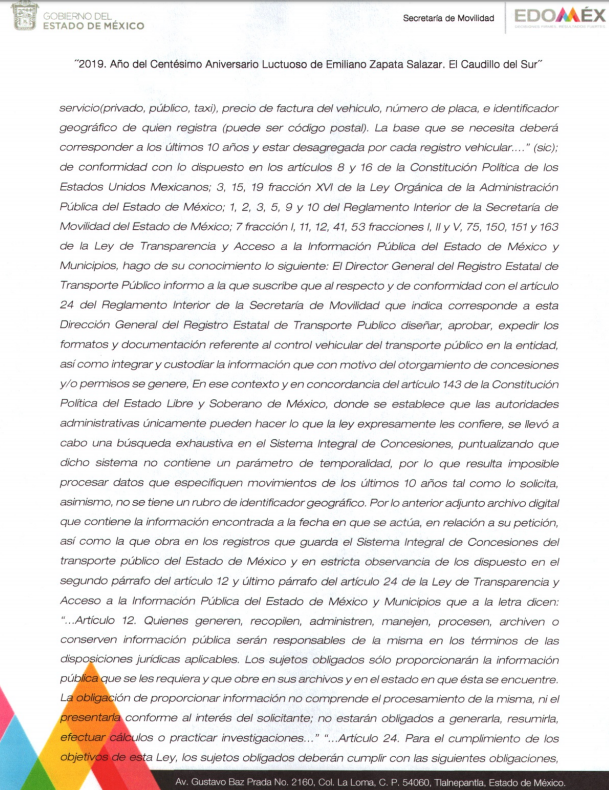 GOBIERNO DEL
ESTADO DE MÉXICO
Secretaría de Movilidad
EDOMÉX
"2019. Año del Centésimo Aniversario Luctuoso de Emiliano Zapata Salazar. El Caudillo del Sur"
servicio(privado, público, taxi), precio de factura del vehiculo, número de placa, e identificador
geográfico de quien registra (puede ser código postal). La base que se necesita deberá
corresponder a los últimos 10 años y estar desagregada por cada registro vehicular...." (sic);
de conformidad con lo dispuesto en los artículos 8 y 16 de la Constitución Política de los
Estados Unidos Mexicanos; 3, 15, 19 fracción XVI de la Ley Orgánica de la Administración
Pública del Estado de México; 1, 2, 3, 5, 9 y 10 del Reglamento Interior de la Secretaría de
Movilidad del Estado de México; 7 fracción I, 11, 12, 41, 53 fracciones I, II y V, 75, 150, 151 y 163
de la Ley de Transparencia y Acceso a la Información Pública del Estado de México y
Municipios, hago de su conocimiento lo siguiente: El Director General del Registro Estatal de
Transporte Público informo a la que suscribe que al respecto y de conformidad con el artículo
24 del Reglamento Interior de la Secretaría de Movilidad que indica corresponde a esta
Dirección General del Registro Estatal de Transporte Publico diseñar, aprobar, expedir los
formatos y documentación referente al control vehicular del transporte público en la entidad,
así como integrar y custodiar la información que con motivo del otorgamiento de concesiones
y/o permisos se genere, En ese contexto y en concordancia del articulo 143 de la Constitución
Política del Estado Libre y Soberano de México, donde se establece que las autoridades
administrativas únicamente pueden hacer lo que la ley expresamente les confiere, se llevó a
cabo una búsqueda exhaustiva en el Sistema Integral de Concesiones, puntualizando que
dicho sistema no contiene un parámetro de temporalidad, por lo que resulta imposible
procesar datos que especifiquen movimientos de los últimos 10 años tal como lo solicita,
asimismo, no se tiene un rubro de identificador geográfico. Por lo anterior adjunto archivo digital
que contiene la información encontrada a la fecha en que se actúa, en relación a su petición,
así como la que obra en los registros que guarda el Sistema Integral de Concesiones del
transporte público del Estado de México y en estricta observancia de los dispuesto en el
segundo párrafo del articulo 12 y último párrafo del articulo 24 de la Ley de Transparencia y
Acceso a la Información Pública del Estado de México y Municipios que a la letra dicen:
"...Artículo 12. Quienes generen, recopilen, administren, manejen, procesen, archiven o
conserven información pública serán responsables de la misma en los términos de las
disposiciones jurídicas aplicables. Los sujetos obligados sólo proporcionarán la información
pública que se les requiera y que obre en sus archivos y en el estado en que ésta se encuentre.
La obligación de proporcionar información no comprende el procesamiento de la misma, ni el
presentarla conforme al interés del solicitante; no estarán obligados a generarla, resumirla,
efectuar cálculos o practicar investigaciones..." "...Artículo 24. Para el cumplimiento de los
objetivos de esta Ley, los sujetos obligados deberán cumplir con las siguientes obligaciones,
Av. Gustavo Baz Prada No. 2160, Col. La Loma, C. P. 54060, Tlalnepantla, Estado de México.